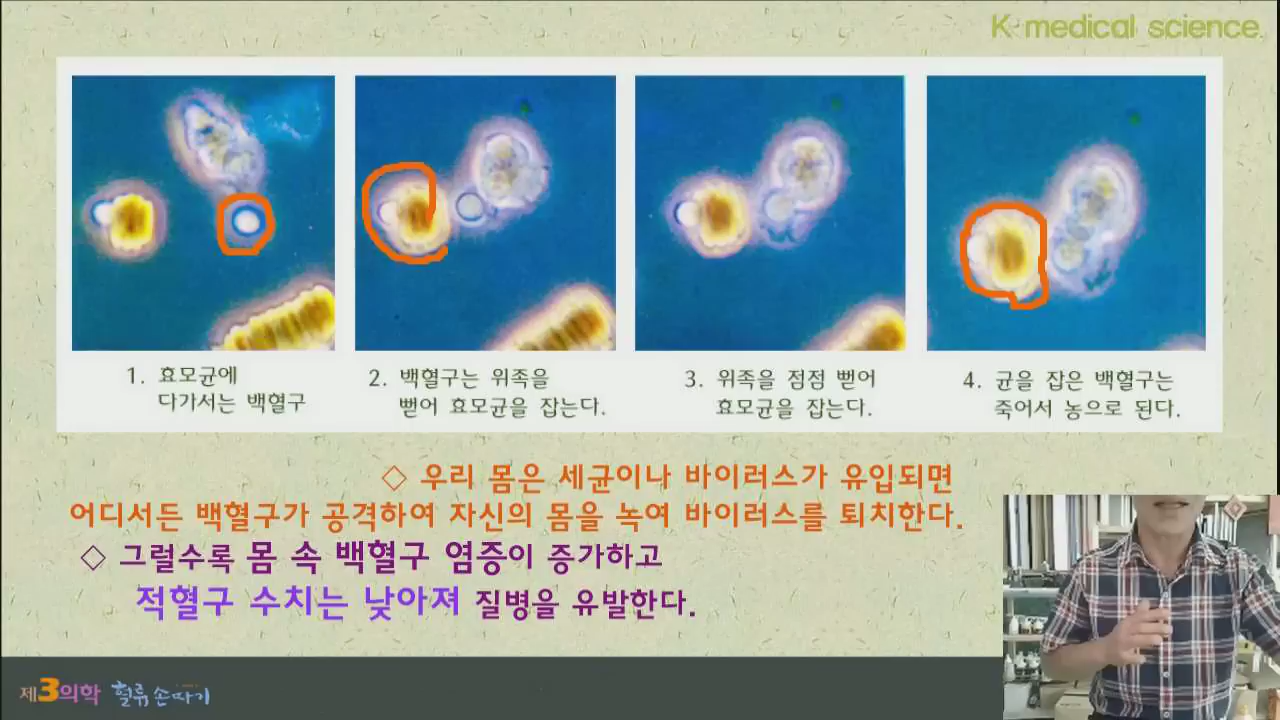 K medical science.
1. 효모균에
다가서는 백혈구
2. 백혈구는 위족을
뻗어 효모균을 잡는다.
3. 위족을 점점 뻗어
효모균을 잡는다.
4. 균을 잡은 백혈구는
죽어서 농으로 된다.
◇ 우리 몸은 세균이나 바이러스가 유입되면
어디서든 백혈구가 공격하여 자신의 몸을 녹여 바이러스를 퇴치한다.
◇ 그럴수록 몸 속 백혈구 염증이 증가하고
적혈구 수치는 낮아져 질병을 유발한다.
제3의학 혈류 손따기